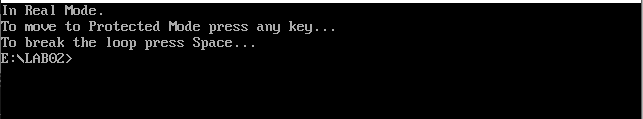 In Real Mode.
To move to Protected Mode press any key...
To break the loop press Space...
E:\LAB02>